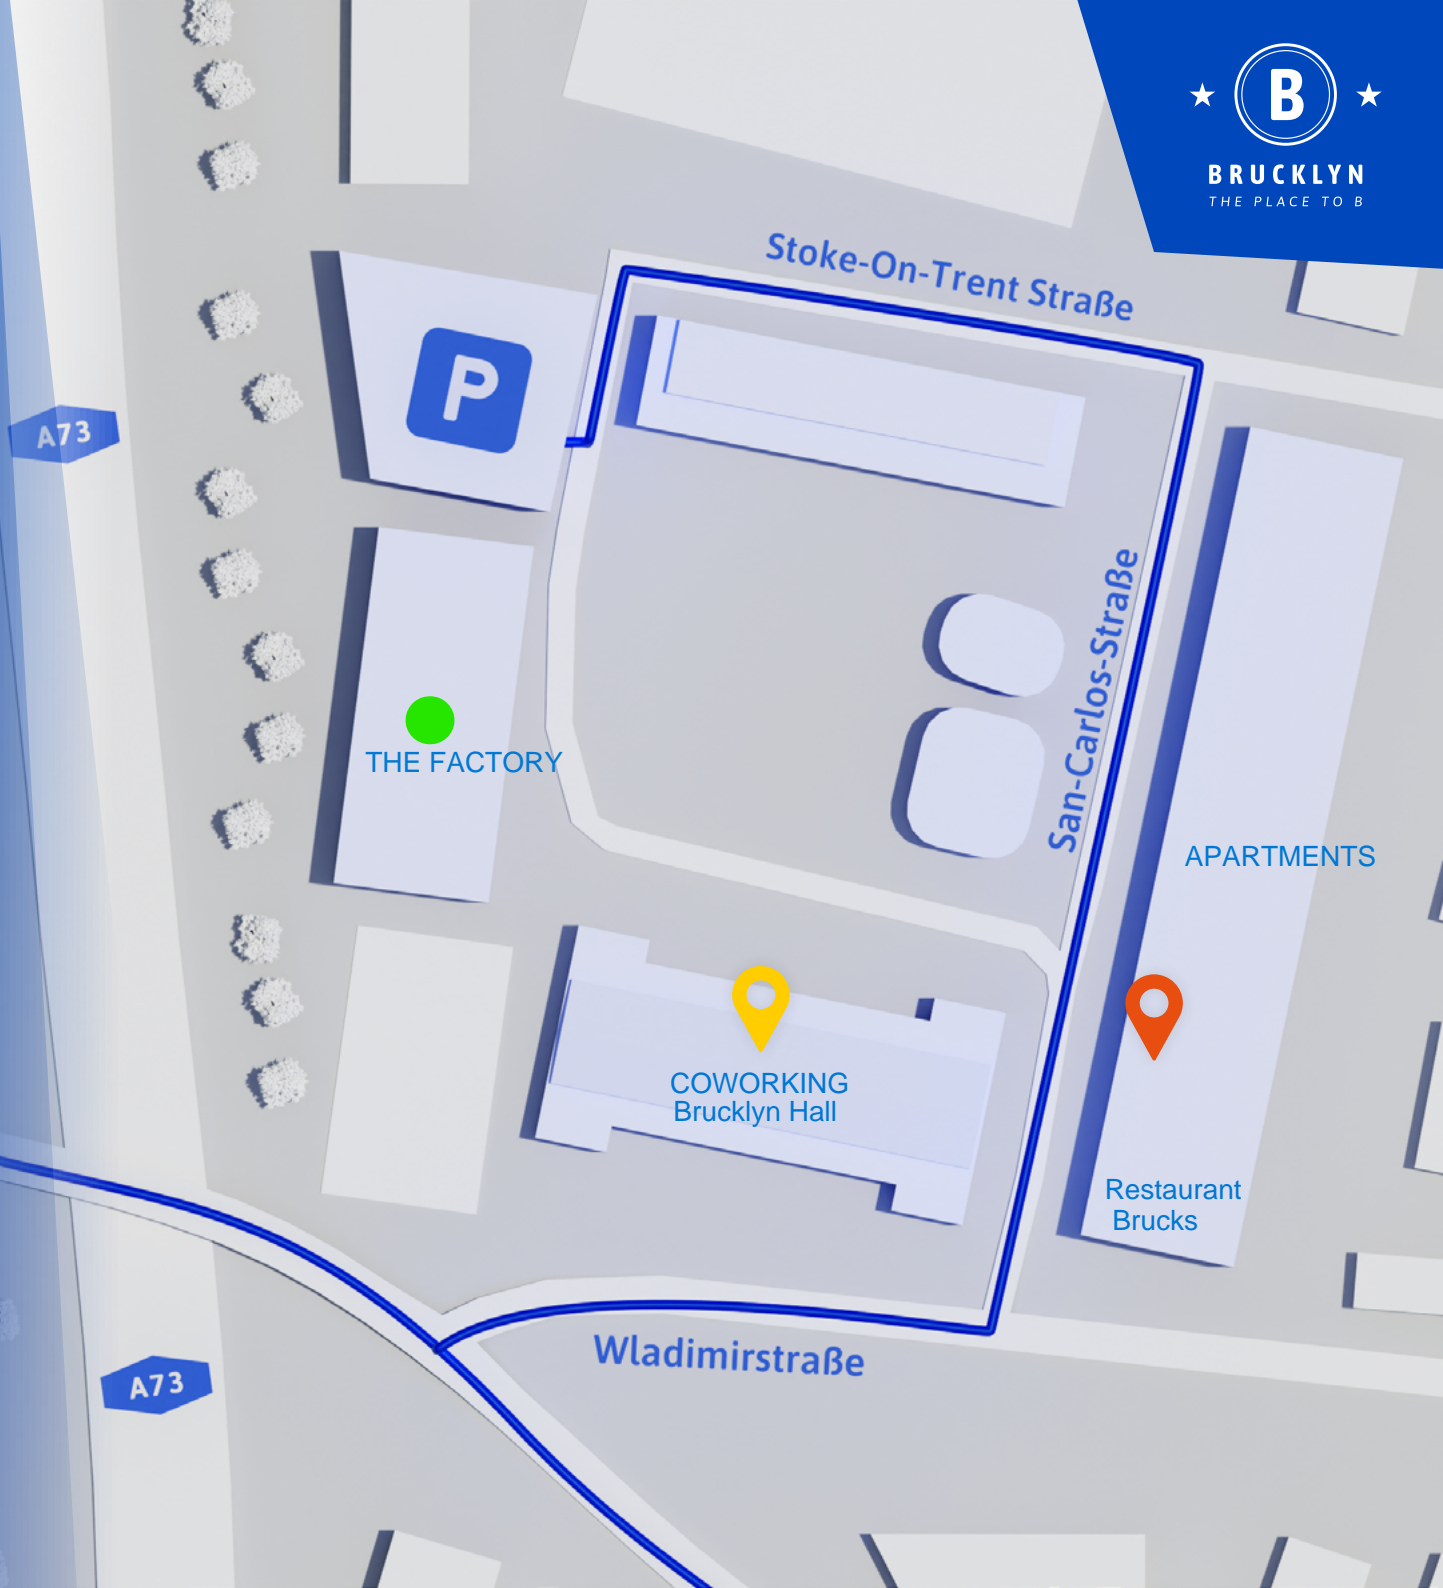 B
BRUCKLYN
THE PLACE TO B
Stoke-On-Trent Straße
P
A73
San-Carlos-Straße
THE FACTORY
APARTMENTS
COWORKING
Brucklyn Hall
Restaurant
Brucks
Wladimirstraße
A73